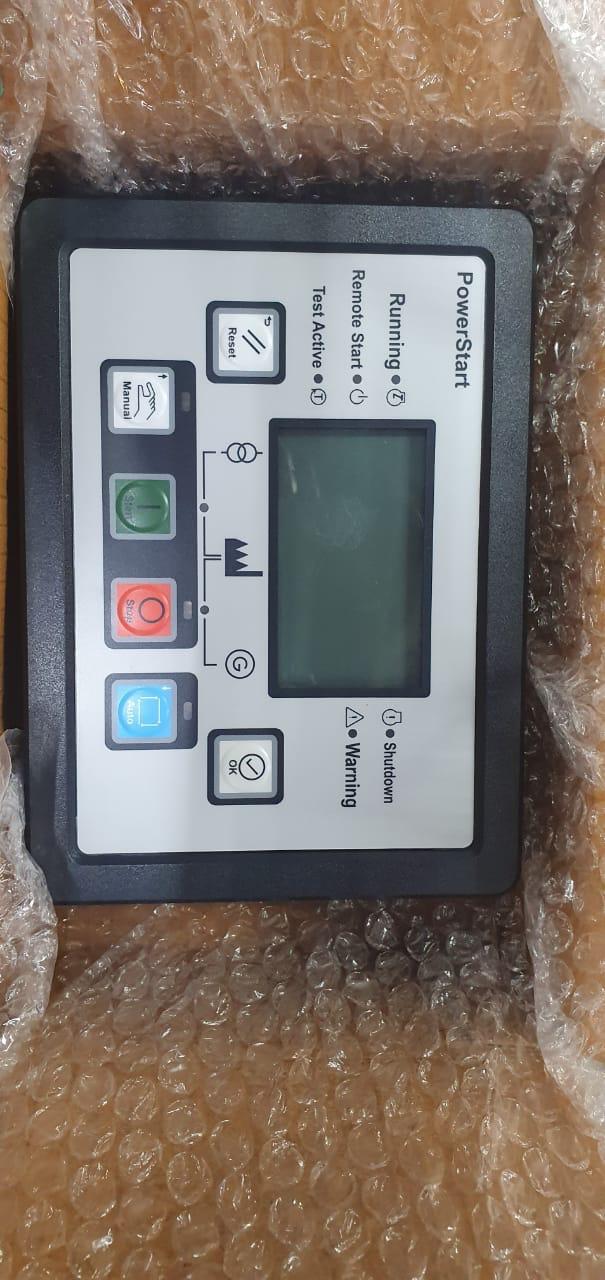 PowerStart
Running
Remote Start
Test Active
Shutdown
Warning
Reset
OK
Manual
Start
Stop
Auto
G